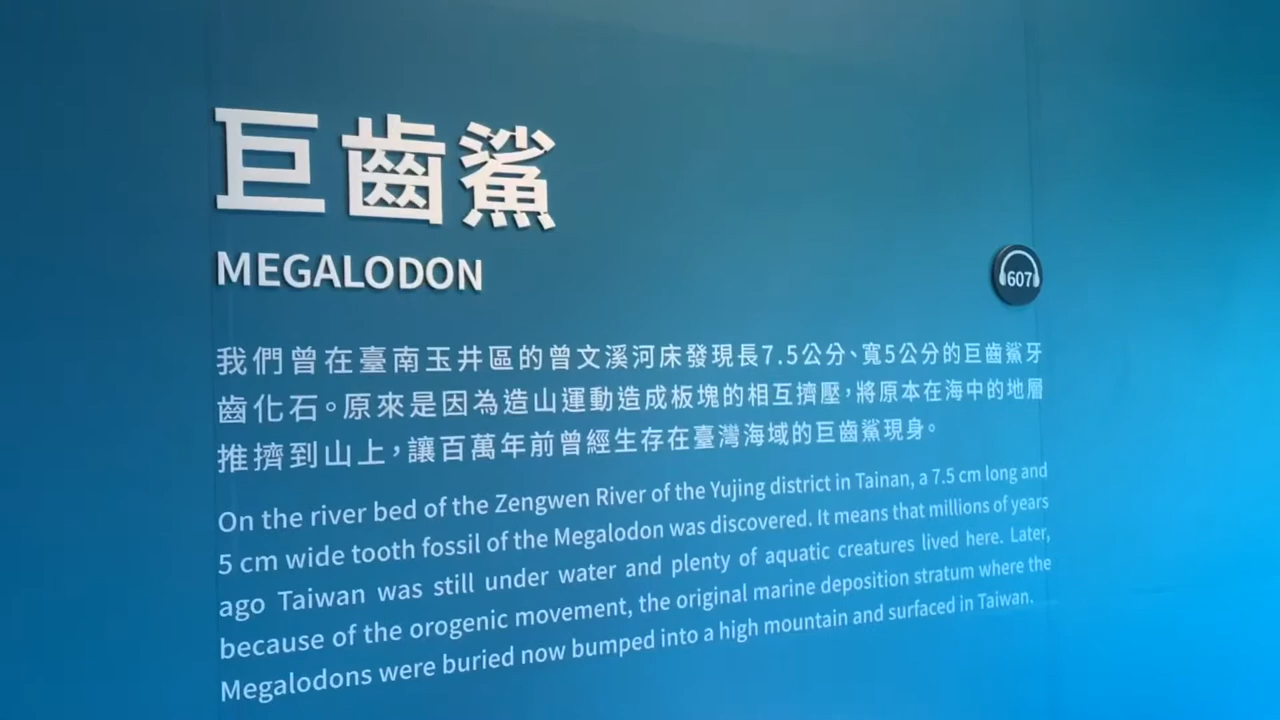 巨齒鯊
MEGALODON
607
我們曾在臺南玉井區的曾文溪河床發現長7.5公分、寬5公分的巨齒鯊牙
齒化石。原來是因為造山運動造成板塊的相互擠壓，將原本在海中的地層
推擠到山上，讓百萬年前曾經生存在臺灣海域的巨齒鯊現身。
On the river bed of the Zengwen River of the Yujing district in Tainan, a 7.5 cm long and
5 cm wide tooth fossil of the Megalodon was discovered. It means that millions of years
ago Taiwan was still under water and plenty of aquatic creatures lived here. Later,
because of the orogenic movement, the original marine deposition stratum where the
Megalodons were buried now bumped into a high mountain and surfaced in Taiwan.